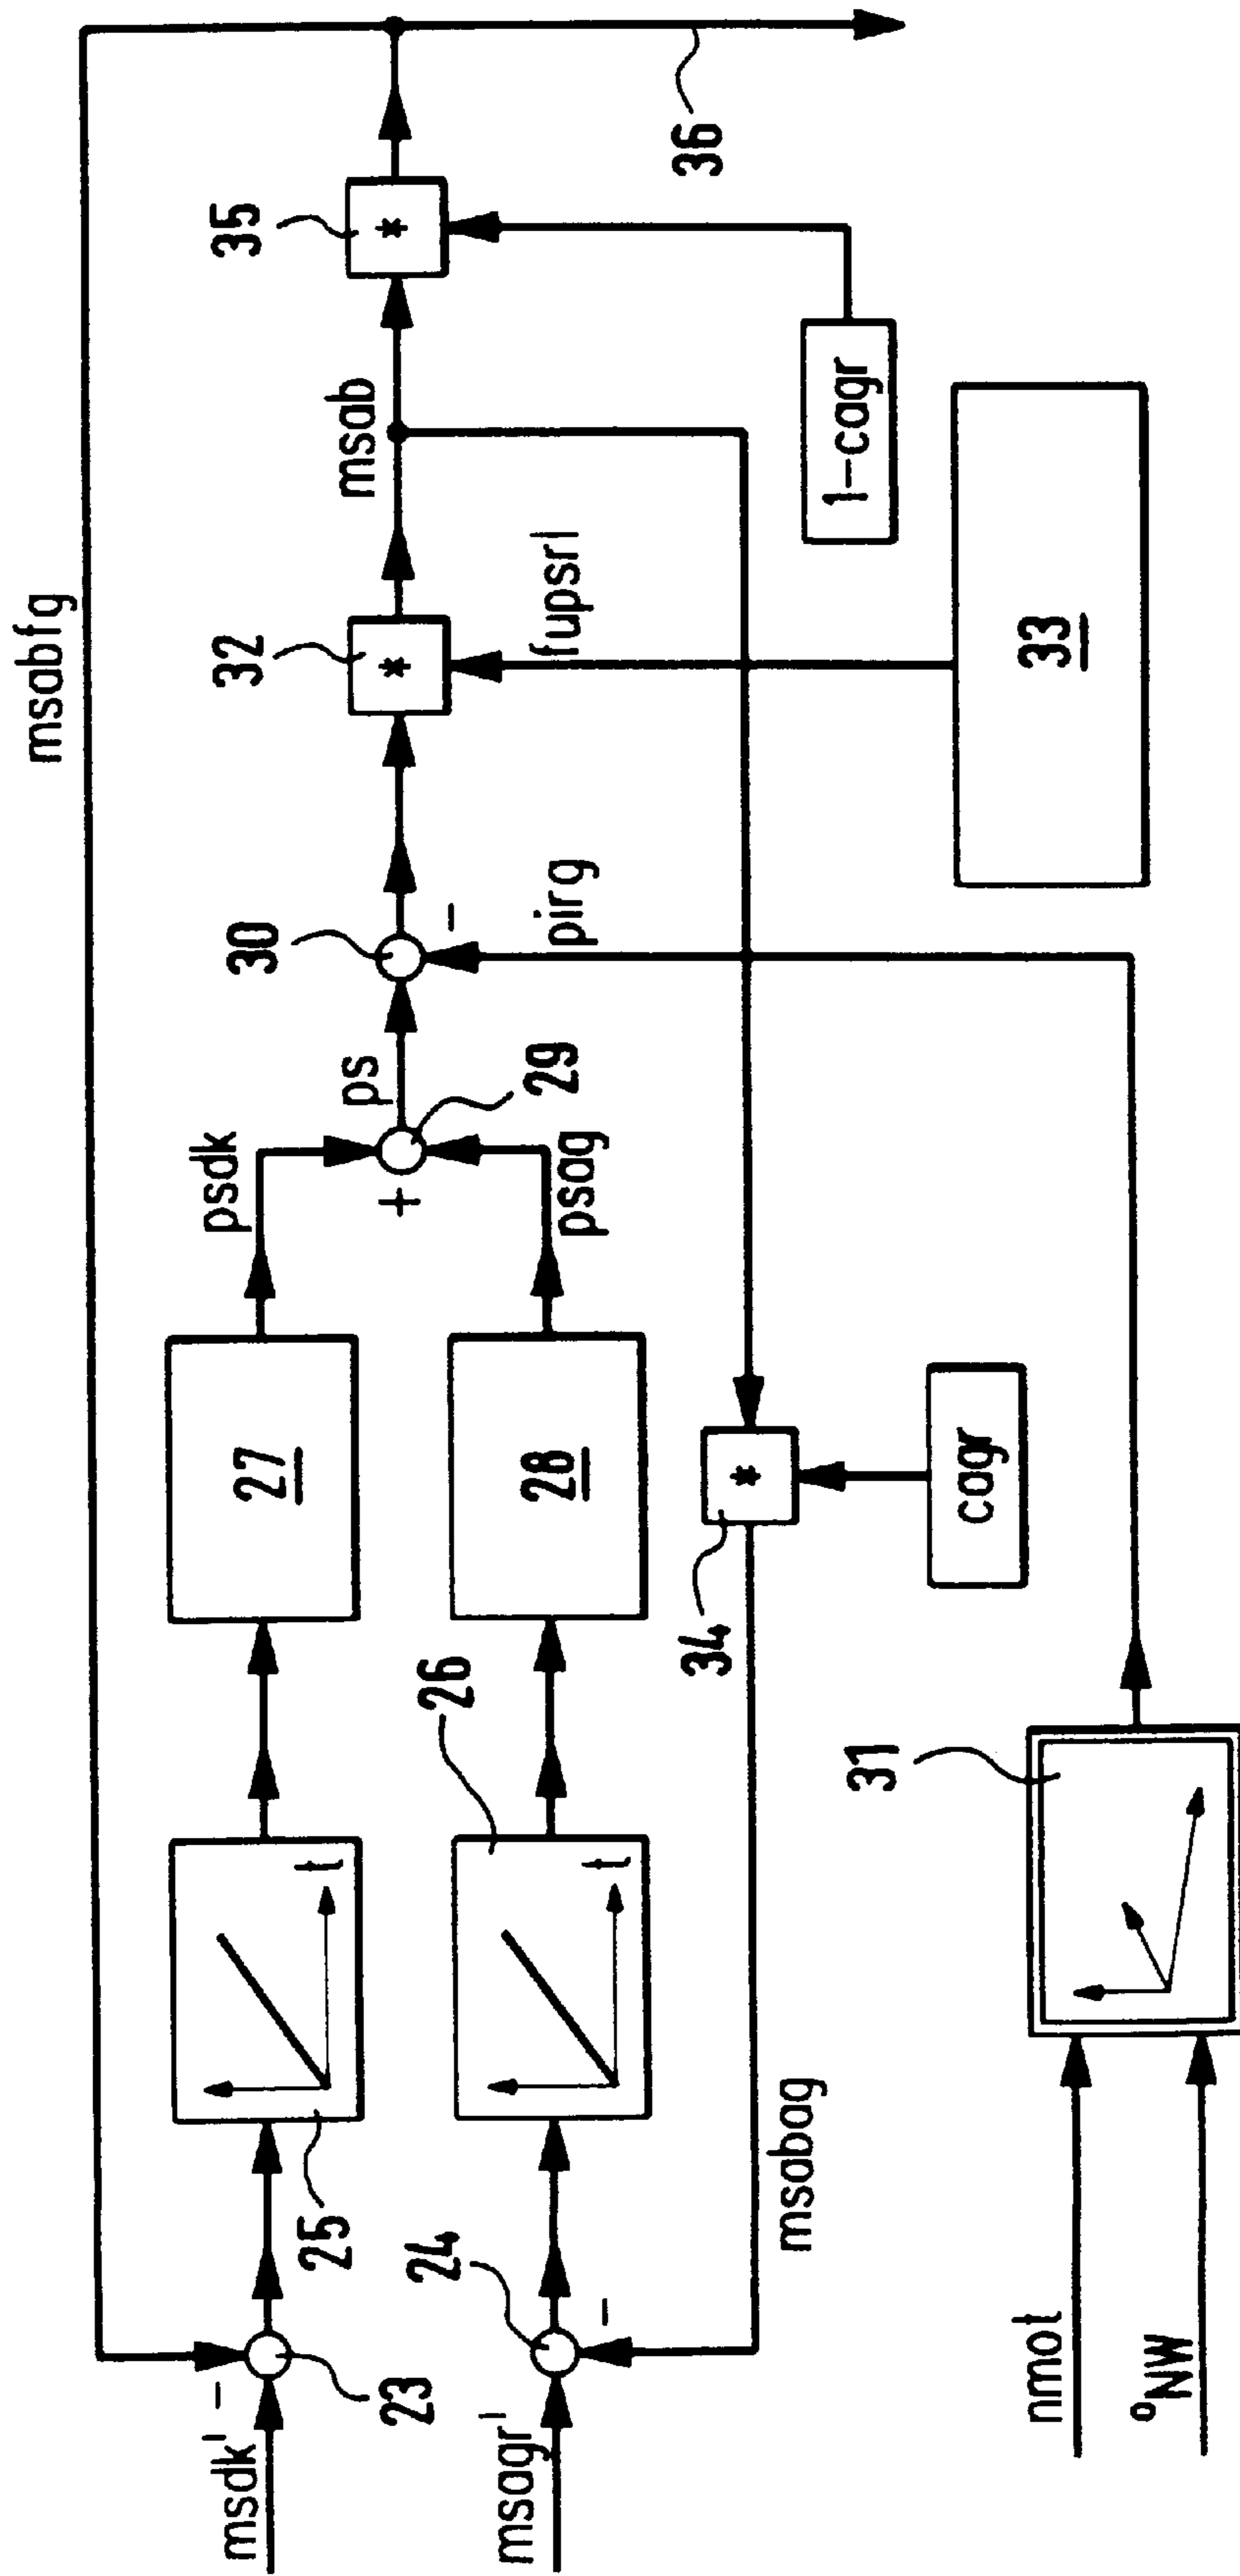 msabfg
msdk'
−
23
25
t
27
psdk
+
29
ps
30
−
pirg
32
*
fupsrl
msab
35
*
36
1-cagr
33
msagr'
−
24
26
t
28
psag
msabag
34
*
cagr
nmot
°NW
31